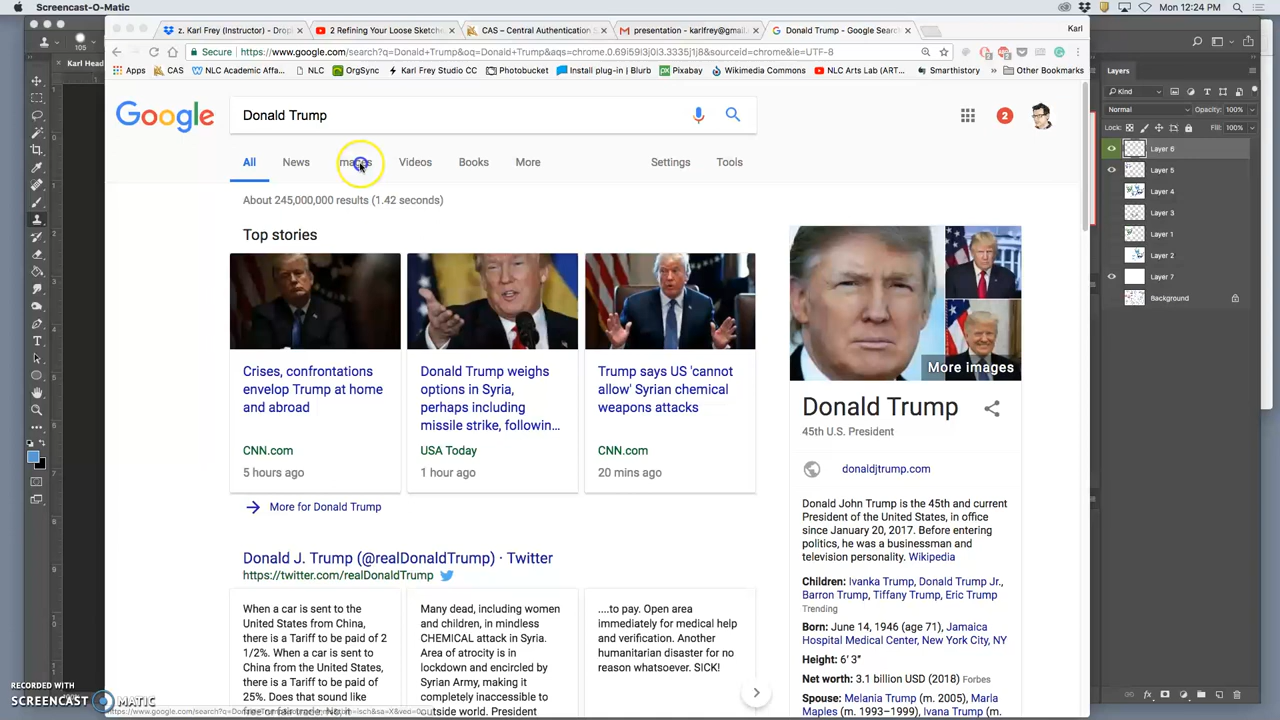 Screencast-O-Matic
Mon 12:24 PM
105
Karl Head
z. Karl Frey (Instructor) - Drop
2 Refining Your Loose Sketche
CAS – Central Authentication S
presentation - karlfrey@gmail
Donald Trump - Google Search
Karl
Secure
https://www.google.com/search?q=Donald+Trump&oq=Donald+Trump&aqs=chrome.0.69i59j3j0l3.3335j1j8&sourceid=chrome&ie=UTF-8
Apps
CAS
NLC Academic Affa
NLC
OrgSync
Karl Frey Studio CC
Photobucket
Install plug-in | Blurb
Pixabay
Wikimedia Commons
NLC Arts Lab (ART
Smarthistory
Other Bookmarks
Google
Donald Trump
2
All
News
Images
Videos
Books
More
Settings
Tools
About 245,000,000 results (1.42 seconds)
Top stories
Crises, confrontations
envelop Trump at home
and abroad
CNN.com
5 hours ago
Donald Trump weighs
options in Syria,
perhaps including
missile strike, followin...
USA Today
1 hour ago
Trump says US 'cannot
allow' Syrian chemical
weapons attacks
CNN.com
20 mins ago
More for Donald Trump
Donald J. Trump (@realDonaldTrump) · Twitter
https://twitter.com/realDonaldTrump
When a car is sent to the
United States from China,
there is a Tariff to be paid of 2
1/2%. When a car is sent to
China from the United States,
there is a Tariff to be paid of
25%. Does that sound like
free or fair trade. No, it
Many dead, including women
and children, in mindless
CHEMICAL attack in Syria.
Area of atrocity is in
lockdown and encircled by
Syrian Army, making it
completely inaccessible to
outside world. President
....to pay. Open area
immediately for medical help
and verification. Another
humanitarian disaster for no
reason whatsoever. SICK!
More images
Donald Trump
45th U.S. President
donaldjtrump.com
Donald John Trump is the 45th and current
President of the United States, in office
since January 20, 2017. Before entering
politics, he was a businessman and
television personality. Wikipedia
Children: Ivanka Trump, Donald Trump Jr.,
Barron Trump, Tiffany Trump, Eric Trump
Trending
Born: June 14, 1946 (age 71), Jamaica
Hospital Medical Center, New York City, NY
Height: 6′ 3″
Net worth: 3.1 billion USD (2018) Forbes
Spouse: Melania Trump (m. 2005), Marla
Maples (m. 1993–1999), Ivana Trump (m.
Layers
Kind
Normal
Opacity: 100%
Lock:
Fill: 100%
Layer 6
Layer 5
Layer 4
Layer 3
Layer 1
Layer 2
Layer 7
Background
RECORDED WITH
SCREENCAST MATIC